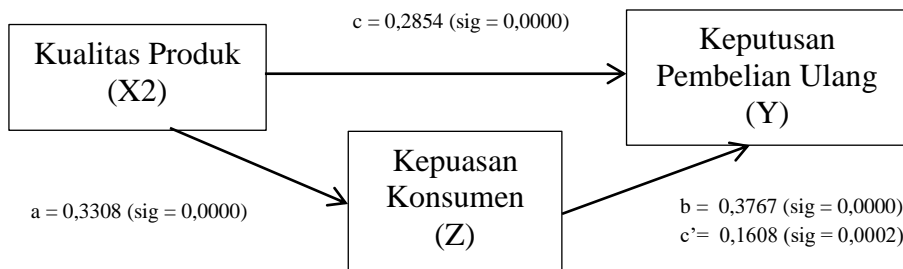 c = 0,2854 (sig = 0,0000)
Kualitas Produk
(X2)
Keputusan
Pembelian Ulang
(Y)
Kepuasan
Konsumen
(Z)
a = 0,3308 (sig = 0,0000)
b =  0,3767 (sig = 0,0000)
c’=  0,1608 (sig = 0,0002)